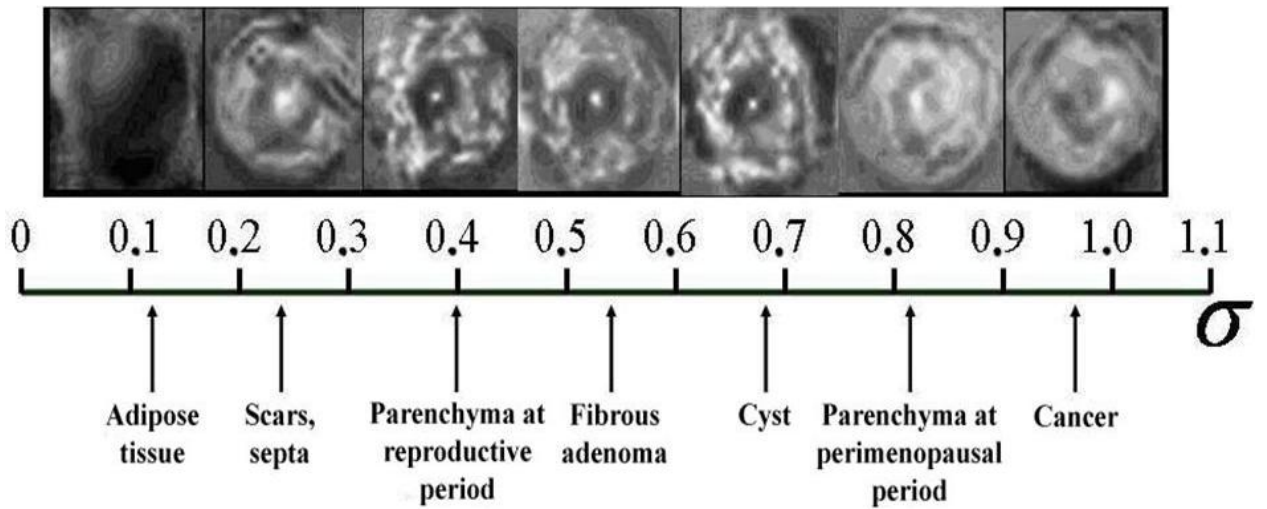 0 0.1 0.2 0.3 0.4 0.5 0.6 0.7 0.8 0.9 1.0 1.1
σ
Adipose
tissue
Scars,
septa
Parenchyma at
reproductive
period
Fibrous
adenoma
Cyst
Parenchyma at
perimenopausal
period
Cancer